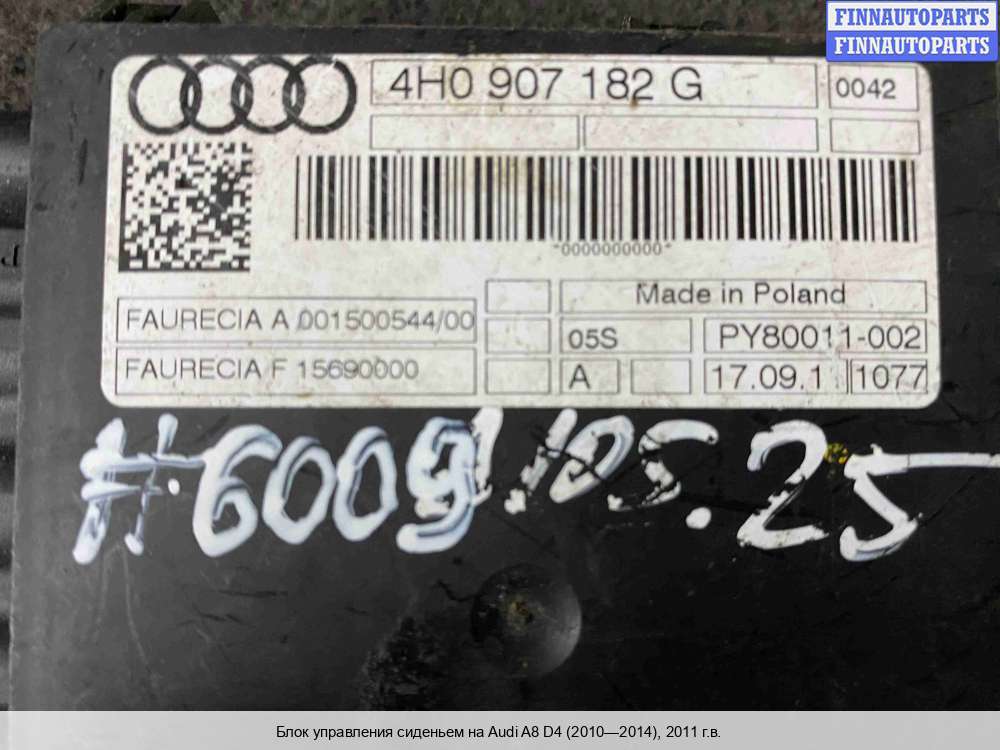 FINNAUTOPARTS
FINNAUTOPARTS
4H0 907 182 G
0042
*0000000000*
Made in Poland
FAURECIA A 001500544/00
05S
PY80011-002
FAURECIA F 15690000
A
17.09.1
1077
#6009
05.25
Блок управления сиденьем на Audi A8 D4 (2010—2014), 2011 г.в.